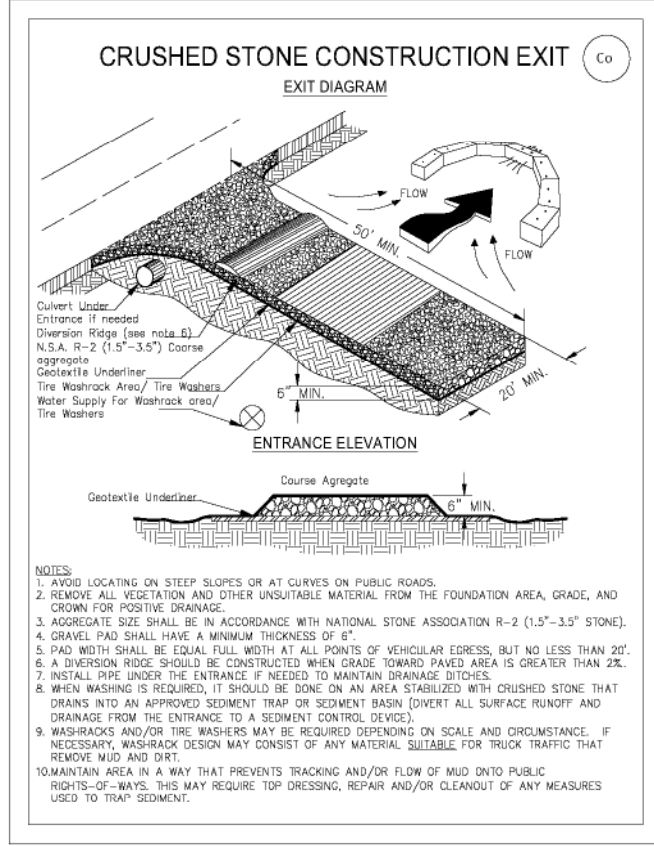 CRUSHED STONE CONSTRUCTION EXIT
Co
EXIT DIAGRAM
FLOW
50' MIN.
FLOW
Culvert Under
Entrance if needed
Diversion Ridge (see note 6)
N.S.A. R-2 (1.5"-3.5") Coarse
aggregate
Geotextile Underliner
Tire Washrack Area/ Tire Washers
Water Supply For Washrack area/
Tire Washers
6" MIN.
20' MIN.
ENTRANCE ELEVATION
Course Agregate
Geotextile Underliner
6" MIN.
NOTES:
1. AVOID LOCATING ON STEEP SLOPES OR AT CURVES ON PUBLIC ROADS.
2. REMOVE ALL VEGETATION AND OTHER UNSUITABLE MATERIAL FROM THE FOUNDATION AREA, GRADE, AND
CROWN FOR POSITIVE DRAINAGE.
3. AGGREGATE SIZE SHALL BE IN ACCORDANCE WITH NATIONAL STONE ASSOCIATION R-2 (1.5"-3.5" STONE).
4. GRAVEL PAD SHALL HAVE A MINIMUM THICKNESS OF 6".
5. PAD WIDTH SHALL BE EQUAL FULL WIDTH AT ALL POINTS OF VEHICULAR EGRESS, BUT NO LESS THAN 20'.
6. A DIVERSION RIDGE SHOULD BE CONSTRUCTED WHEN GRADE TOWARD PAVED AREA IS GREATER THAN 2%.
7. INSTALL PIPE UNDER THE ENTRANCE IF NEEDED TO MAINTAIN DRAINAGE DITCHES.
8. WHEN WASHING IS REQUIRED, IT SHOULD BE DONE ON AN AREA STABILIZED WITH CRUSHED STONE THAT
DRAINS INTO AN APPROVED SEDIMENT TRAP OR SEDIMENT BASIN (DIVERT ALL SURFACE RUNOFF AND
DRAINAGE FROM THE ENTRANCE TO A SEDIMENT CONTROL DEVICE).
9. WASHRACKS AND/OR TIRE WASHERS MAY BE REQUIRED DEPENDING ON SCALE AND CIRCUMSTANCE. IF
NECESSARY, WASHRACK DESIGN MAY CONSIST OF ANY MATERIAL SUITABLE FOR TRUCK TRAFFIC THAT
REMOVE MUD AND DIRT.
10.MAINTAIN AREA IN A WAY THAT PREVENTS TRACKING AND/OR FLOW OF MUD ONTO PUBLIC
RIGHTS-OF-WAYS. THIS MAY REQUIRE TOP DRESSING, REPAIR AND/OR CLEANOUT OF ANY MEASURES
USED TO TRAP SEDIMENT.